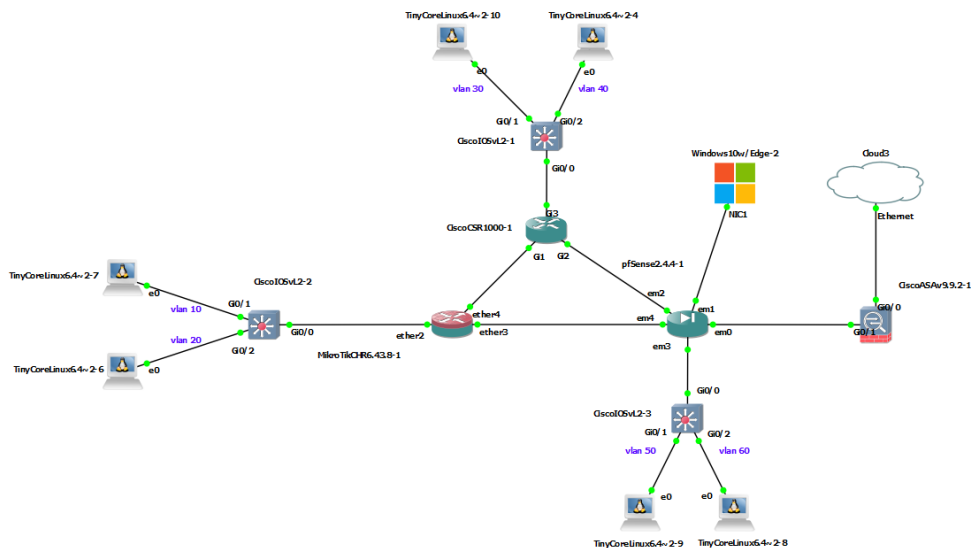 TinyCoreLinux6.4~2-10
TinyCoreLinux6.4~2-4
e0
e0
vlan 30
vlan 40
Gi0/1
Gi0/2
CiscoIOSvL2-1
Gi0/0
Windows10w/Edge-2
Cloud3
NIC1
Ethernet
Gi3
CiscoCSR1000-1
Gi1
Gi2
pfSense2.4.4-1
TinyCoreLinux6.4~2-7
e0
CiscoIOSvL2-2
CiscoASAv9.9.2-1
em2
em1
Gi0/0
Gi0/1
vlan 10
ether4
em4
em0
Gi0/1
Gi0/0
ether2
ether3
vlan 20
Gi0/2
MikroTikCHR6.43.8-1
em3
TinyCoreLinux6.4~2-6
e0
Gi0/0
CiscoIOSvL2-3
Gi0/1
Gi0/2
vlan 50
vlan 60
e0
e0
TinyCoreLinux6.4~2-9
TinyCoreLinux6.4~2-8